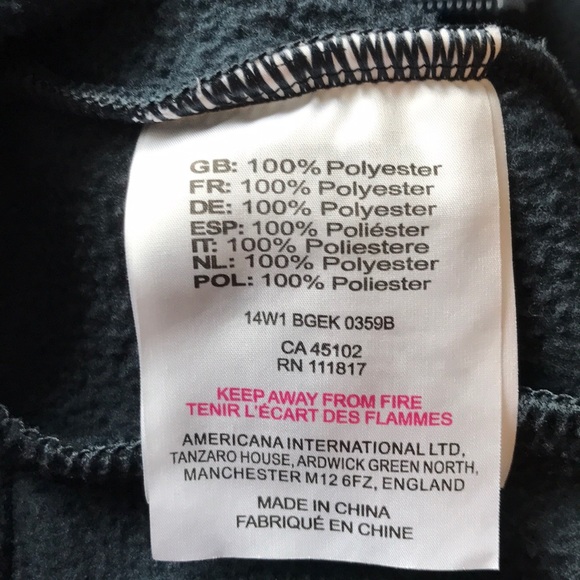 GB: 100% Polyester
FR: 100% Polyester
DE: 100% Polyester
ESP: 100% Poliéster
IT: 100% Poliestere
NL: 100% Polyester
POL: 100% Poliester
14W1 BGEK 0359B
CA 45102
RN 111817
KEEP AWAY FROM FIRE
TENIR L'ÉCART DES FLAMMES
AMERICANA INTERNATIONAL LTD,
TANZARO HOUSE, ARDWICK GREEN NORTH,
MANCHESTER M12 6FZ, ENGLAND
MADE IN CHINA
FABRIQUÉ EN CHINE